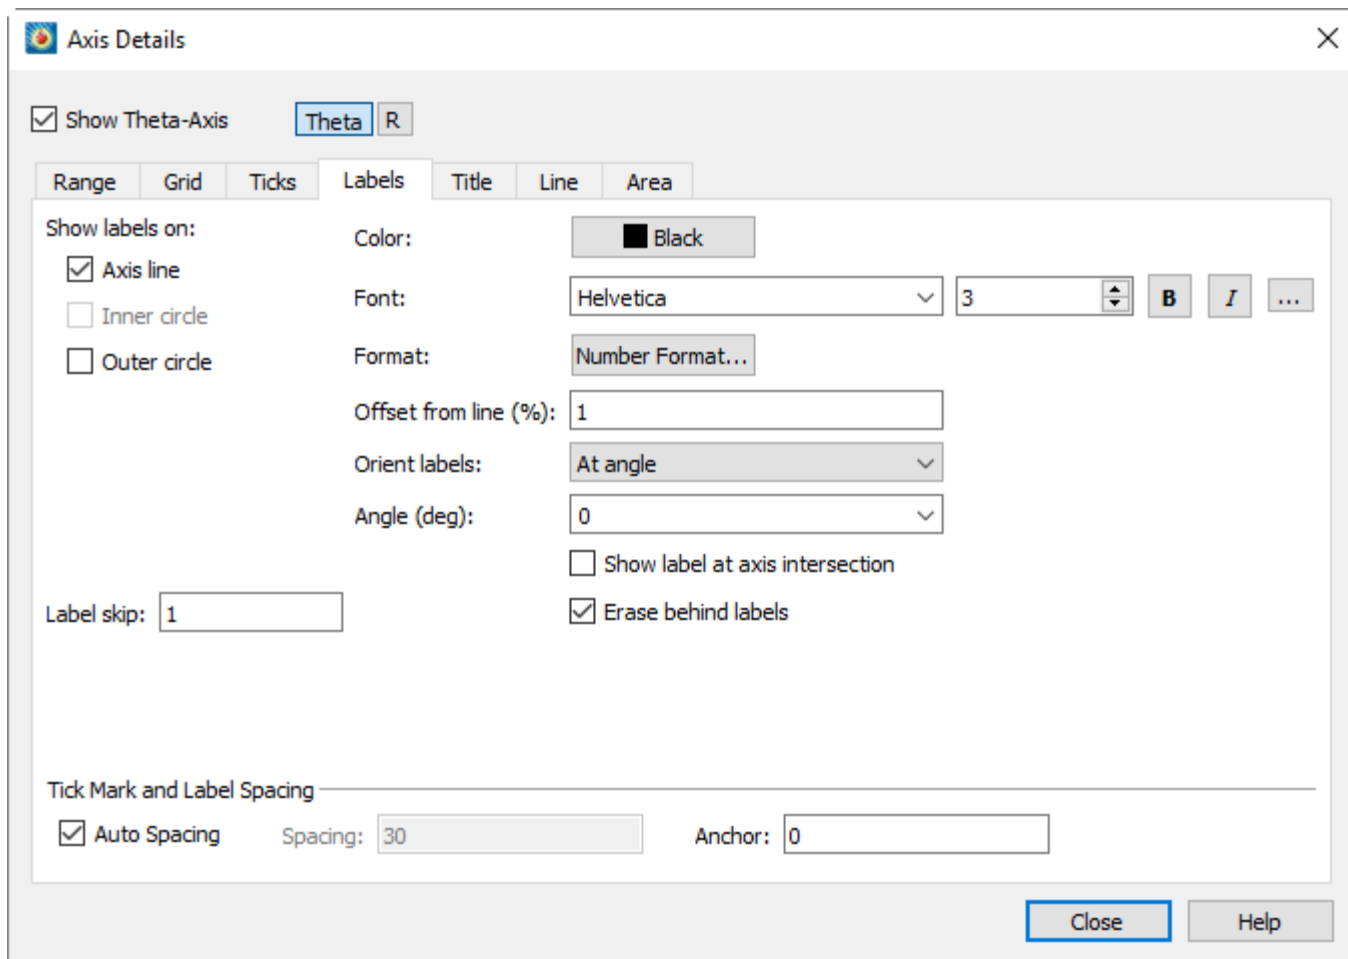 Axis Details
Show Theta-Axis Theta R
Range Grid Ticks Labels Title Line Area
Show labels on:
Axis line
Inner circle
Outer circle
Color: Black
Font: Helvetica 3 B I ...
Format: Number Format...
Offset from line (%): 1
Orient labels: At angle
Angle (deg): 0
Show label at axis intersection
Label skip: 1
Erase behind labels
Tick Mark and Label Spacing
Auto Spacing Spacing: 30 Anchor: 0
Close Help